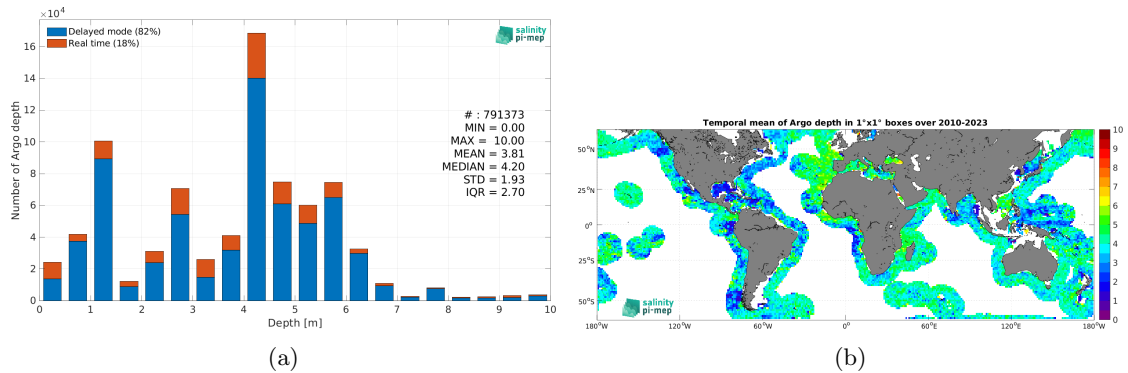 ×10⁴
Delayed mode (82%)
Real time (18%)
salinity
pi-mep
# : 791373
MIN = 0.00
MAX = 10.00
MEAN = 3.81
MEDIAN = 4.20
STD = 1.93
IQR = 2.70
Number of Argo depth
16
14
12
10
8
6
4
2
0
0 1 2 3 4 5 6 7 8 9 10
Depth [m]
(a)
Temporal mean of Argo depth in 1°x1° boxes over 2010-2023
50°N
25°N
0°
25°S
50°S
180°W 120°W 60°W 0° 60°E 120°E 180°W
salinity
pi-mep
10
9
8
7
6
5
4
3
2
1
0
(b)